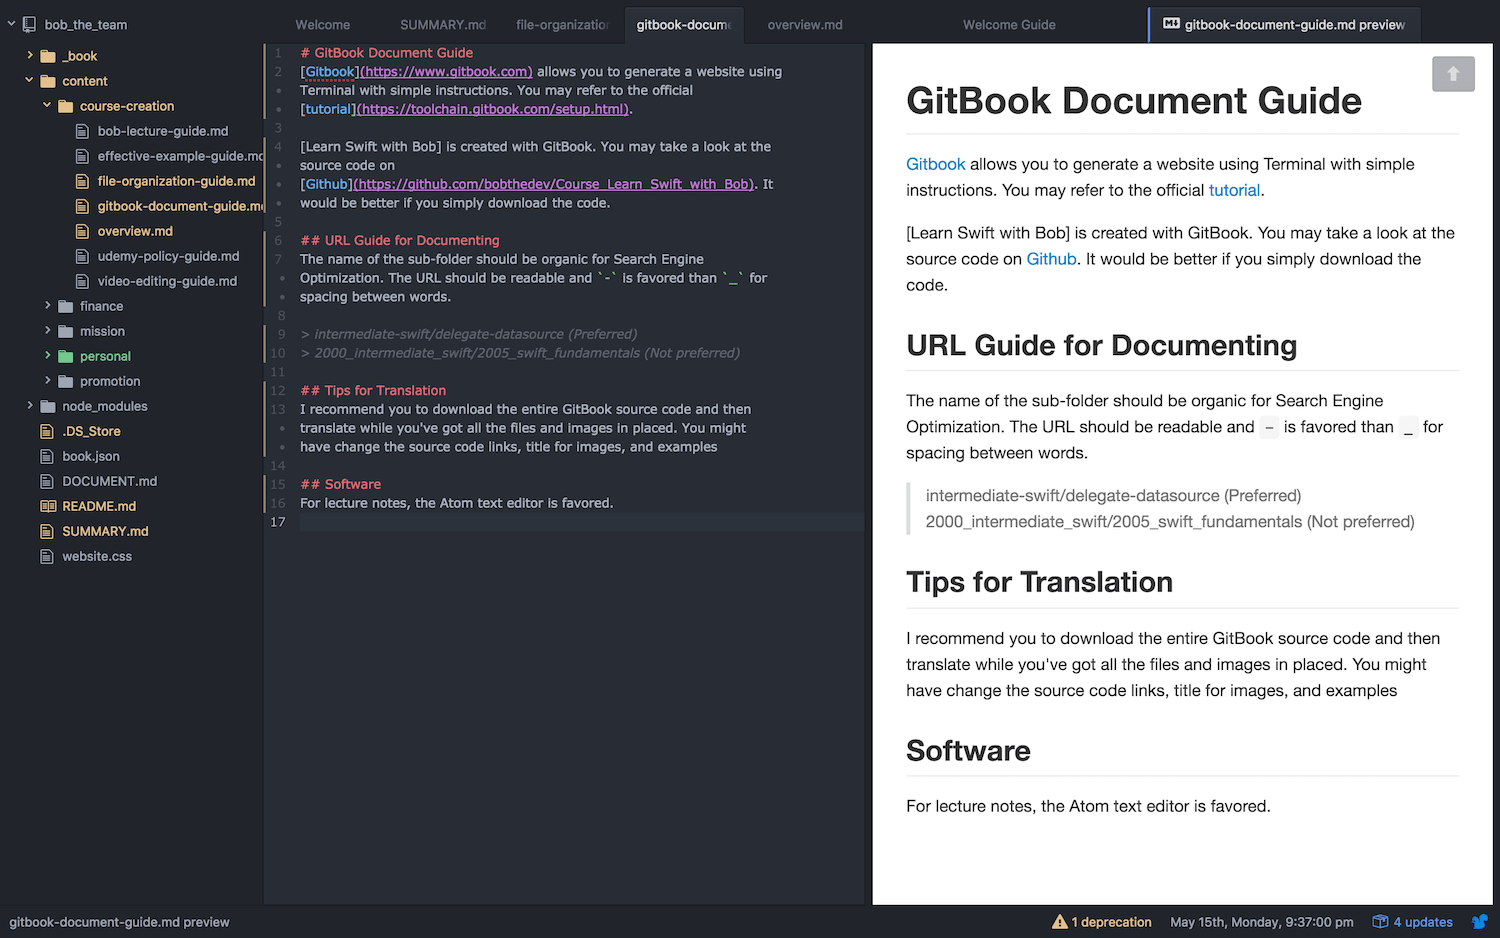 bob_the_team
_book
content
course-creation
bob-lecture-guide.md
effective-example-guide.md
file-organization-guide.md
gitbook-document-guide.m
overview.md
udemy-policy-guide.md
video-editing-guide.md
finance
mission
personal
promotion
node_modules
.DS_Store
book.json
DOCUMENT.md
README.md
SUMMARY.md
website.css
Welcome
SUMMARY.md
file-organization
gitbook-docum
overview.md
Welcome Guide
gitbook-document-guide.md preview
1 # GitBook Document Guide
2 [Gitbook](https://www.gitbook.com) allows you to generate a website using
• Terminal with simple instructions. You may refer to the official
• [tutorial](https://toolchain.gitbook.com/setup.html).
3
4 [Learn Swift with Bob] is created with GitBook. You may take a look at the
• source code on
• [Github](https://github.com/bobthedev/Course_Learn_Swift_with_Bob). It
• would be better if you simply download the code.
5
6 ## URL Guide for Documenting
7 The name of the sub-folder should be organic for Search Engine
• Optimization. The URL should be readable and `-` is favored than `_` for
• spacing between words.
8
9 > intermediate-swift/delegate-datasource (Preferred)
10 > 2000_intermediate_swift/2005_swift_fundamentals (Not preferred)
11
12 ## Tips for Translation
13 I recommend you to download the entire GitBook source code and then
• translate while you've got all the files and images in placed. You might
• have change the source code links, title for images, and examples
14
15 ## Software
16 For lecture notes, the Atom text editor is favored.
17
GitBook Document Guide
Gitbook allows you to generate a website using Terminal with simple
instructions. You may refer to the official tutorial.
[Learn Swift with Bob] is created with GitBook. You may take a look at the
source code on Github. It would be better if you simply download the
code.
URL Guide for Documenting
The name of the sub-folder should be organic for Search Engine
Optimization. The URL should be readable and - is favored than _ for
spacing between words.
intermediate-swift/delegate-datasource (Preferred)
2000_intermediate_swift/2005_swift_fundamentals (Not preferred)
Tips for Translation
I recommend you to download the entire GitBook source code and then
translate while you've got all the files and images in placed. You might
have change the source code links, title for images, and examples
Software
For lecture notes, the Atom text editor is favored.
gitbook-document-guide.md preview
1 deprecation
May 15th, Monday, 9:37:00 pm
4 updates